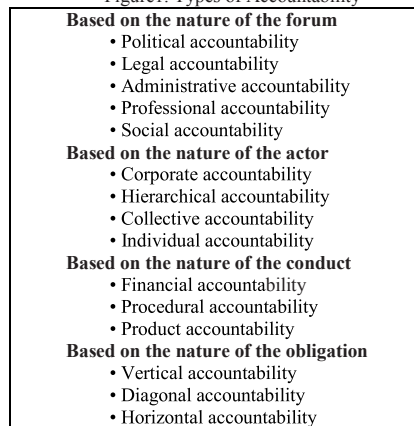 Figure1: Types of Accountability
Based on the nature of the forum
• Political accountability
• Legal accountability
• Administrative accountability
• Professional accountability
• Social accountability
Based on the nature of the actor
• Corporate accountability
• Hierarchical accountability
• Collective accountability
• Individual accountability
Based on the nature of the conduct
• Financial accountability
• Procedural accountability
• Product accountability
Based on the nature of the obligation
• Vertical accountability
• Diagonal accountability
• Horizontal accountability